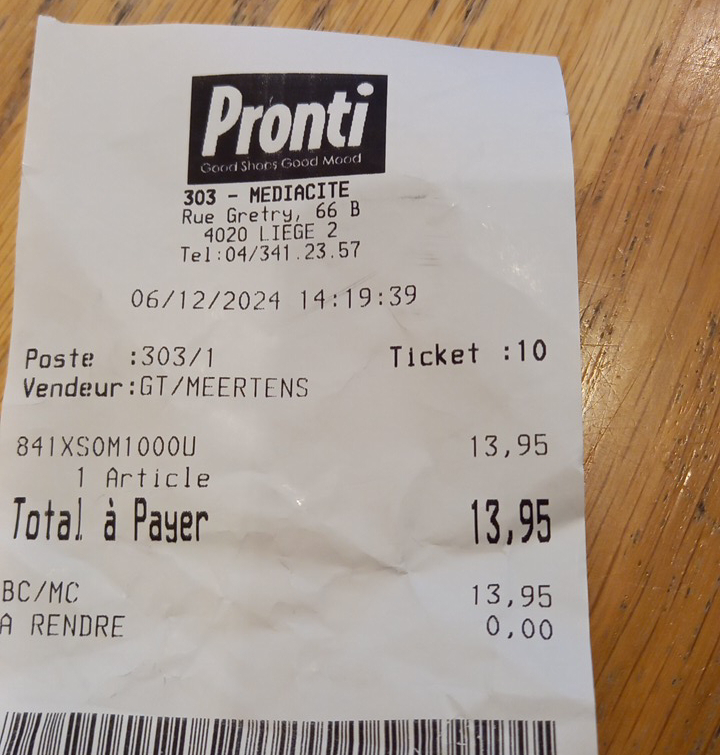 Pronti
Good Shoes Good Mood
303 - MEDIACITE
Rue Gretry, 66 B
4020 LIEGE 2
Tel:04/341.23.57
06/12/2024 14:19:39
Poste :303/1 Ticket :10
Vendeur:GT/MEERTENS
841XSOM1000U 13,95
1 Article
Total à Payer 13,95
BC/MC 13,95
A RENDRE 0,00